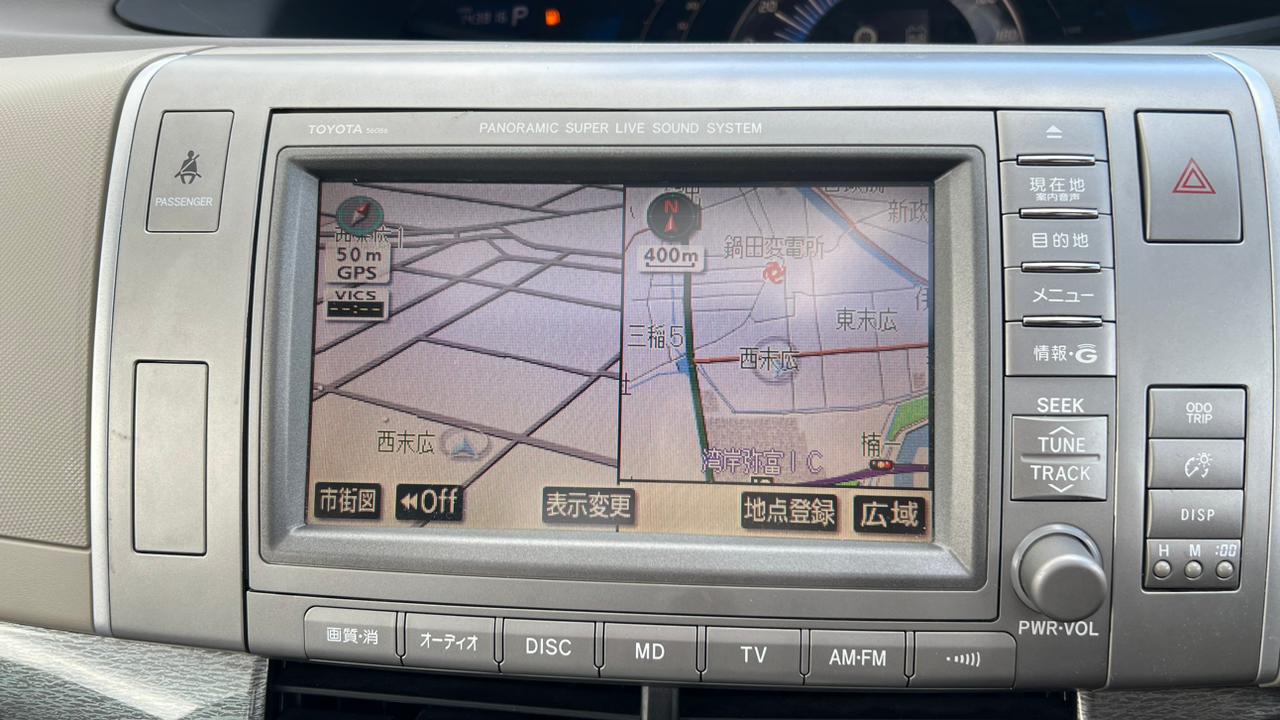 P
TOYOTA 56066
PANORAMIC SUPER LIVE SOUND SYSTEM
PASSENGER
現在地
案内音声
目的地
メニュー
情報・G
SEEK
TUNE
TRACK
PWR・VOL
ODO
TRIP
DISP
H M :00
50m
GPS
VICS
--:--
西末広
N
400m
鍋田変電所
新政
東末広
三稲5
西末広
楠一
湾岸弥富IC
市街図
Off
表示変更
地点登録
広域
画質・消
オーディオ
DISC
MD
TV
AM・FM